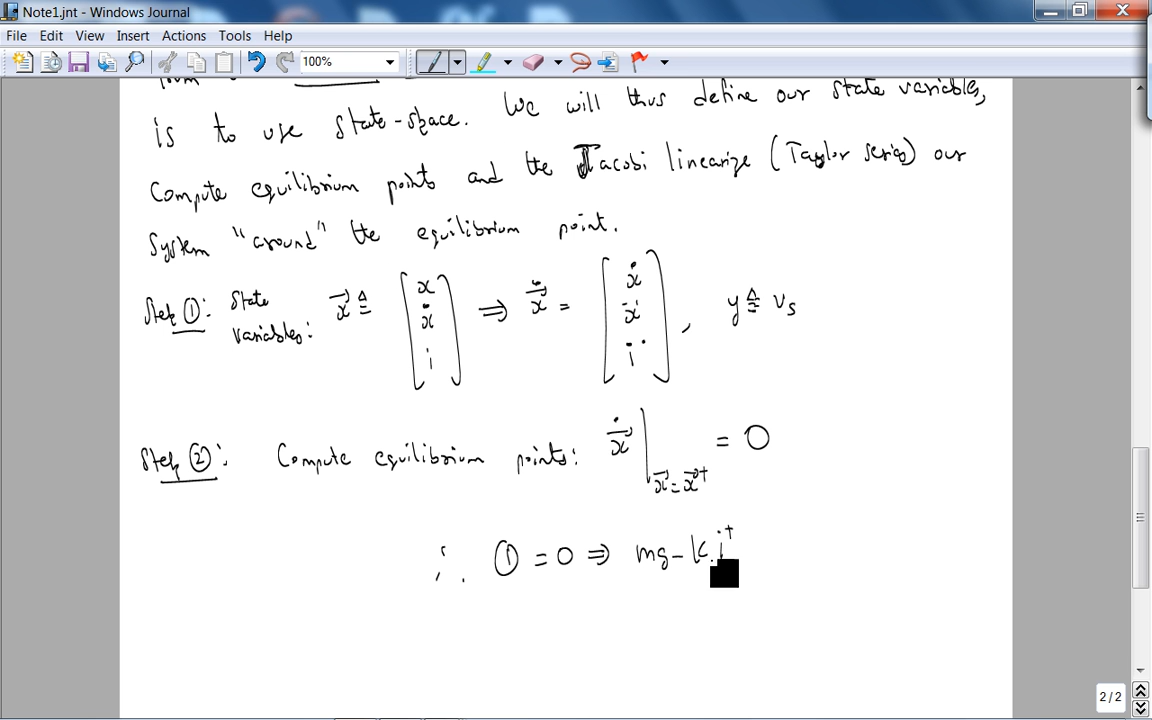 Note1.jnt - Windows Journal
File Edit View Insert Actions Tools Help
100%
is to use state-space. We will thus define our state variables,
Compute equilibrium points and the Jacobi linearize (Taylor series) our
System "around" the equilibrium point.
Step ①: State variables: x⃗ ≜ [x ẋ i] ⇒ x⃗̇ = [ẋ ẍ i̇], y ≜ vs
Step ②: Compute equilibrium points: x⃗̇ |x⃗=x⃗⁺ = 0
∴ ① = 0 ⇒ mg - k.i⁺
2/2